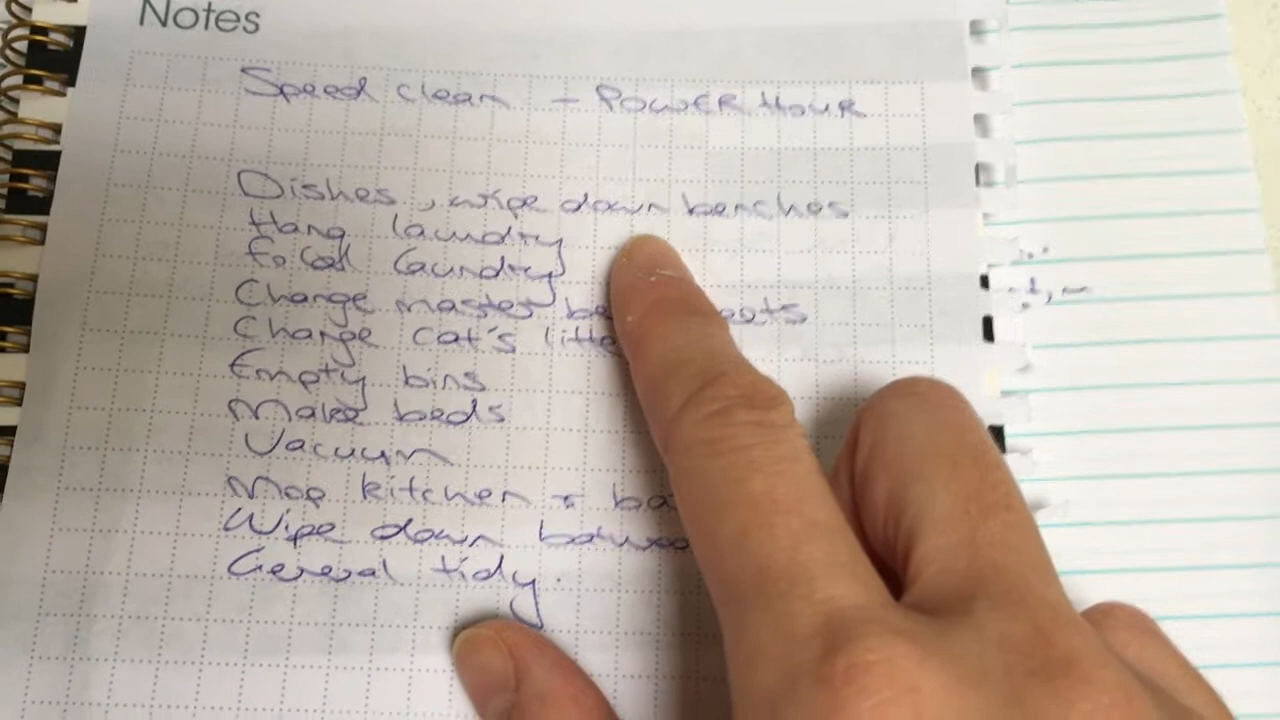 Notes
Speed clean - POWER HOUR
Dishes, wipe down benches
Hang laundry
Fold laundry
Change master
Change cat's
Empty bins
Make beds
Vacuum
Mop kitchen +
Wipe down
General tidy.